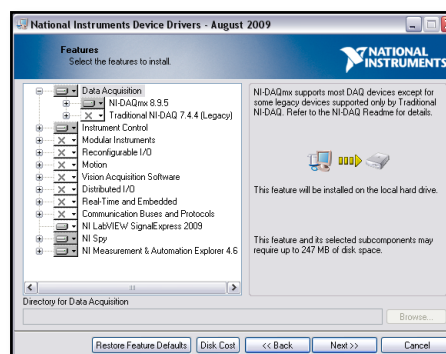 National Instruments Device Drivers - August 2009
Features
Select the features to install.
NATIONAL
INSTRUMENTS
Data Acquisition
NI-DAQmx 8.9.5
Traditional NI-DAQ 7.4.4 (Legacy)
Instrument Control
Modular Instruments
Reconfigurable I/O
Motion
Vision Acquisition Software
Distributed I/O
Real-Time and Embedded
Communication Buses and Protocols
NI LabVIEW SignalExpress 2009
NI Spy
NI Measurement & Automation Explorer 4.6
NI-DAQmx supports most DAQ devices except for
some legacy devices supported only by Traditional
NI-DAQ. Refer to the NI-DAQ Readme for details.
This feature will be installed on the local hard drive.
This feature and its selected subcomponents may
require up to 247 MB of disk space.
Directory for Data Acquisition
Browse...
Restore Feature Defaults
Disk Cost
<< Back
Next >>
Cancel